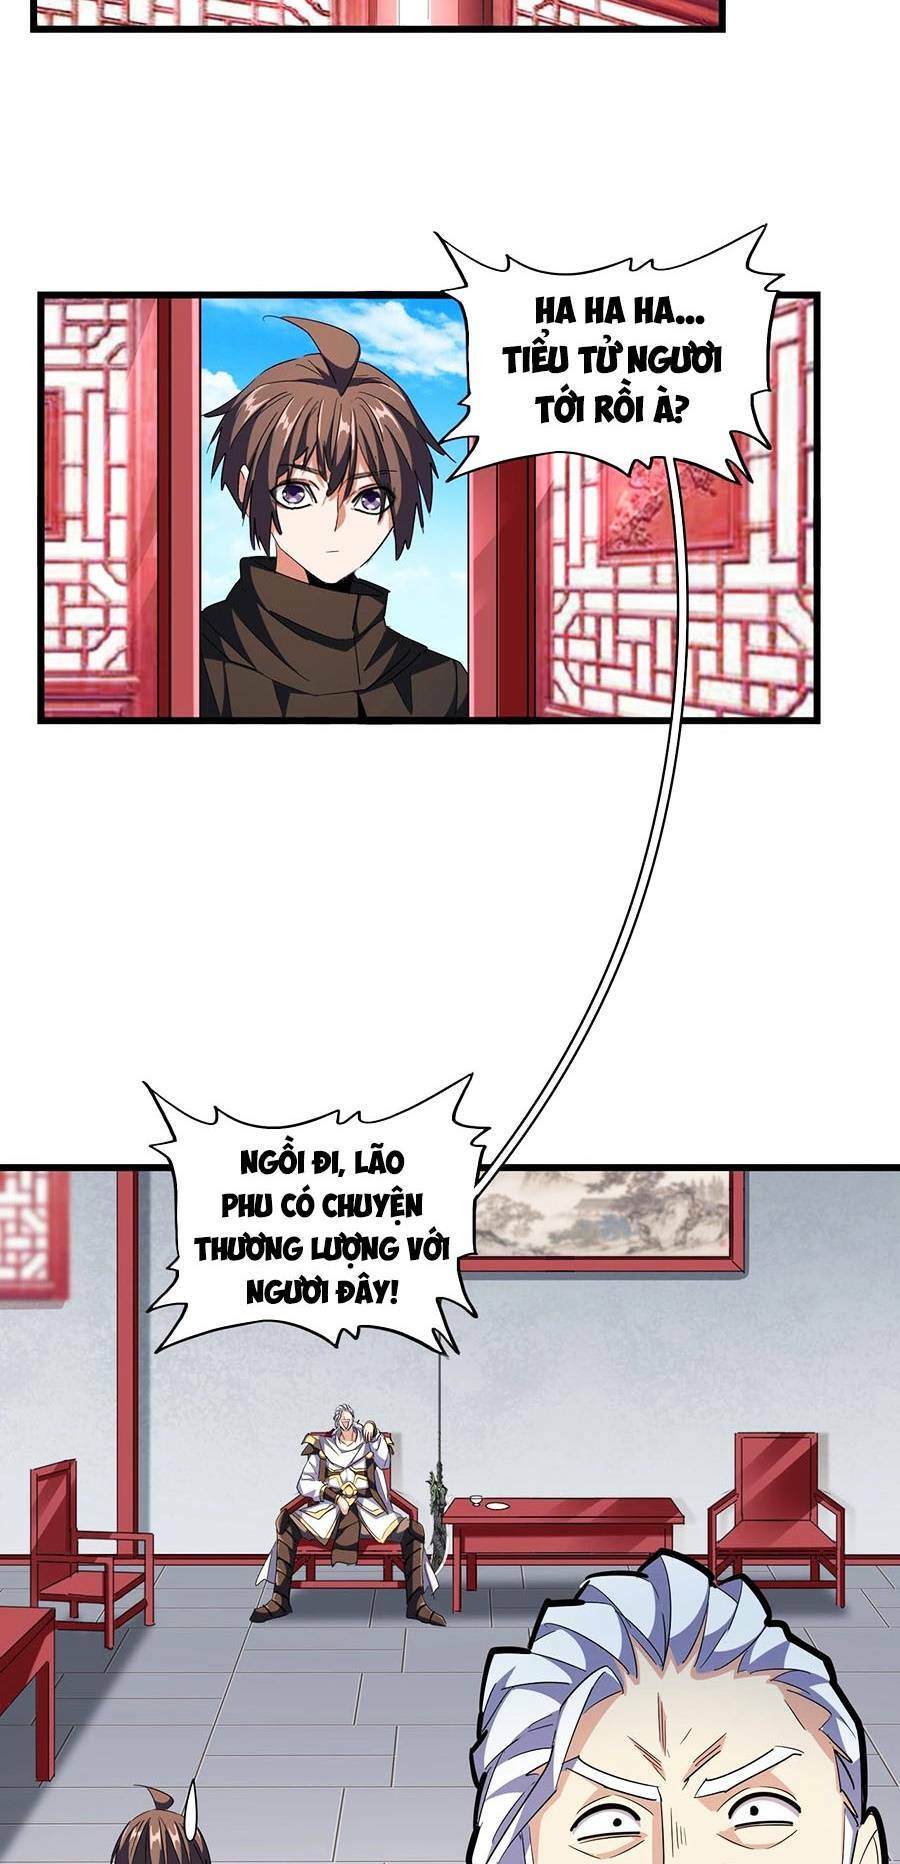 HA HA HA...
TIỂU TỬ NGƯƠI
TỚI RỒI À?
NGỒI ĐI, LÃO
PHU CÓ CHUYỆN
THƯƠNG LƯỢNG VỚI
NGƯƠI ĐÂY!